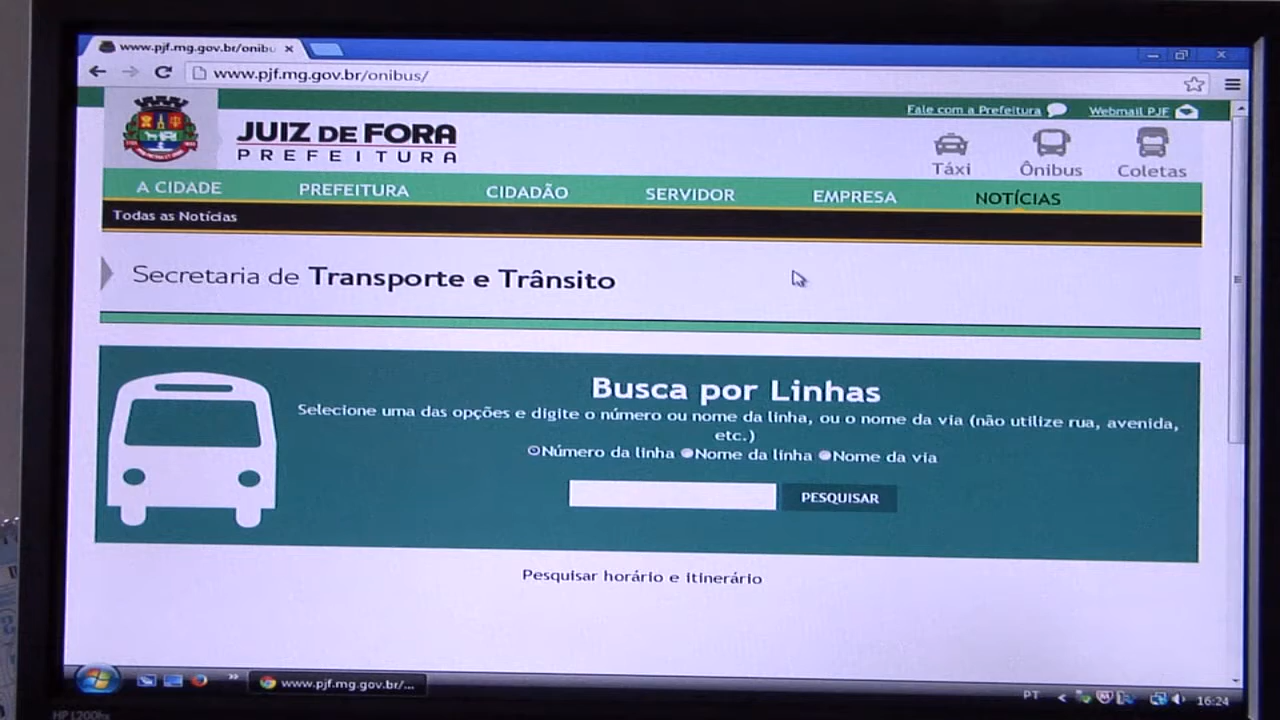 www.pjf.mg.gov.br/onibu
www.pjf.mg.gov.br/onibus/
Fale com a Prefeitura
Webmail PJF
JUIZ DE FORA
PREFEITURA
Táxi
Ônibus
Coletas
A CIDADE
PREFEITURA
CIDADÃO
SERVIDOR
EMPRESA
NOTÍCIAS
Todas as Notícias
Secretaria de Transporte e Trânsito
Busca por Linhas
Selecione uma das opções e digite o número ou nome da linha, ou o nome da via (não utilize rua, avenida,
etc.)
Número da linha Nome da linha Nome da via
PESQUISAR
Pesquisar horário e itinerário
www.pjf.mg.gov.br/...
PT
16:24